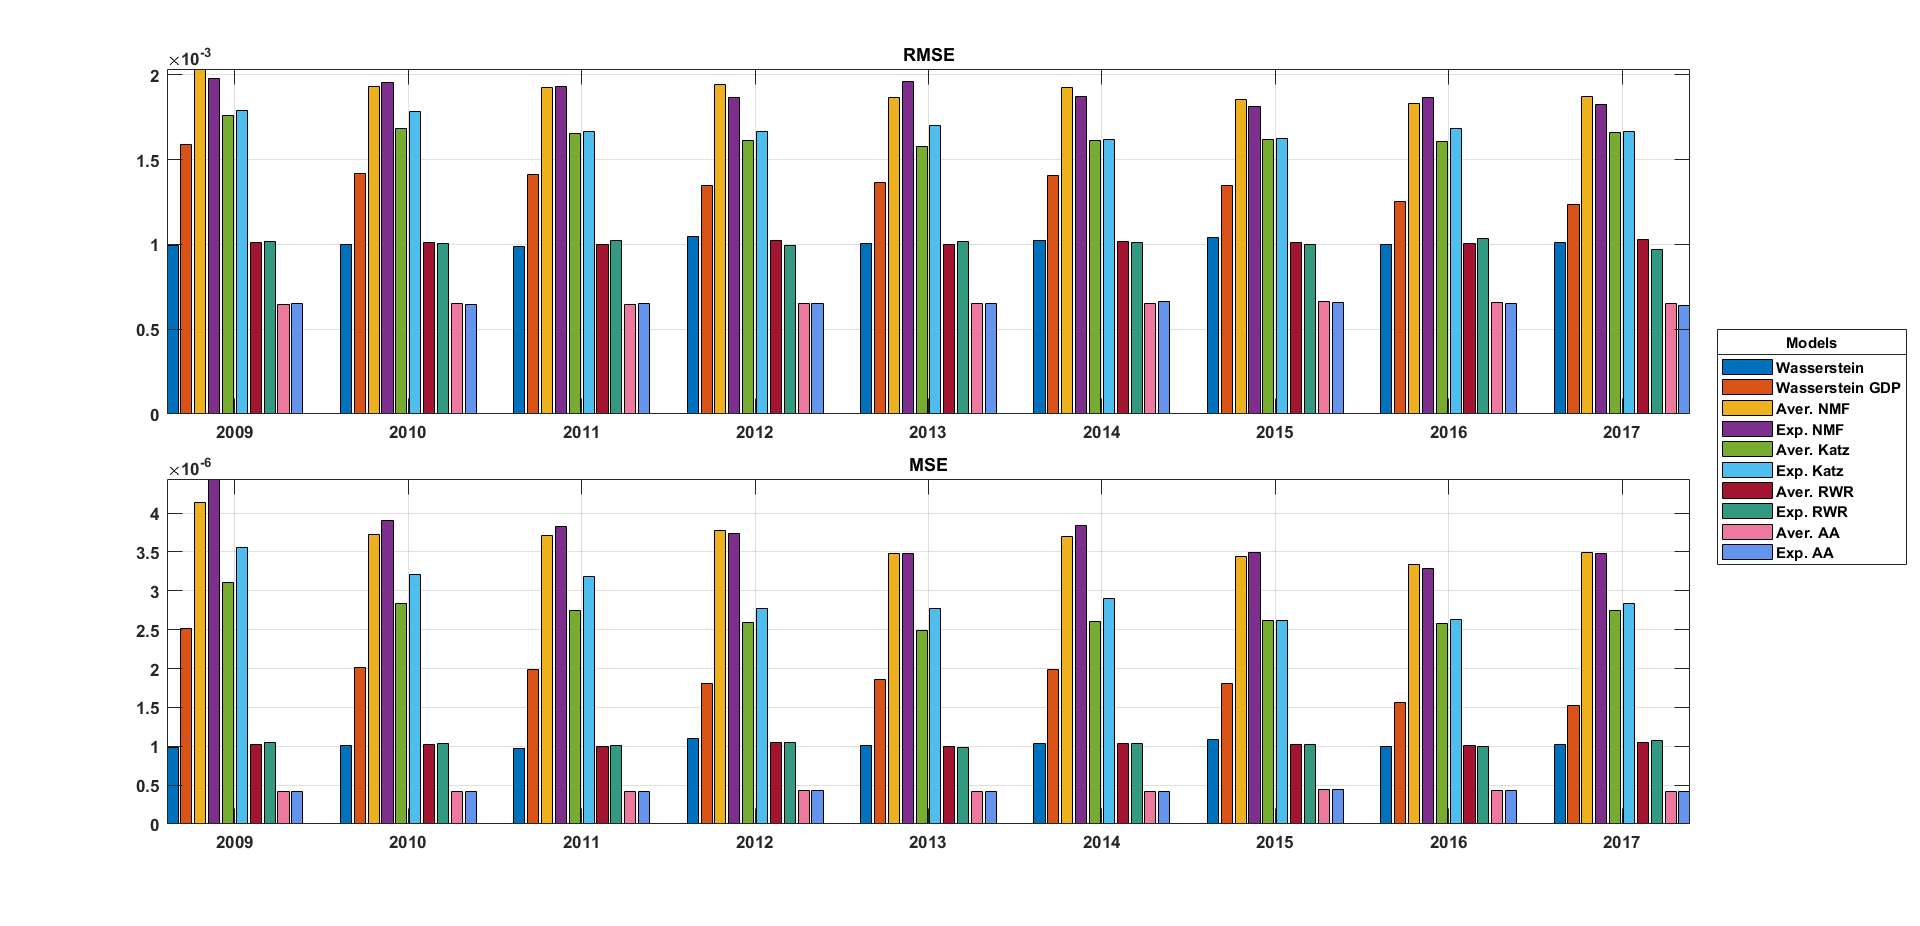 RMSE
×10-3
2
1.5
1
0.5
0
2009 2010 2011 2012 2013 2014 2015 2016 2017
MSE
×10-6
4
3.5
3
2.5
2
1.5
1
0.5
0
2009 2010 2011 2012 2013 2014 2015 2016 2017
Models
Wasserstein
Wasserstein GDP
Aver. NMF
Exp. NMF
Aver. Katz
Exp. Katz
Aver. RWR
Exp. RWR
Aver. AA
Exp. AA